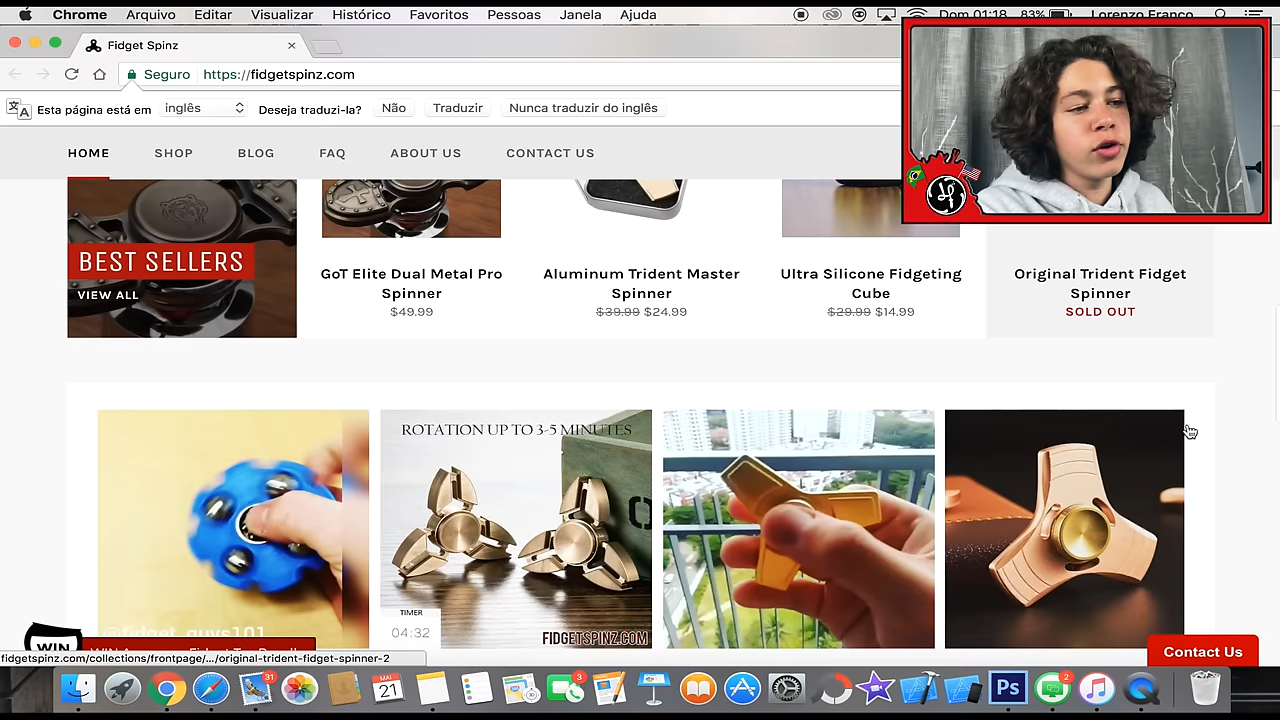 Chrome Arquivo Editar Visualizar Histórico Favoritos Pessoas Janela Ajuda Dom 01:18 83% Lorenzo Franco
Fidget Spinz
Seguro https://fidgetspinz.com
Esta página está em inglês Deseja traduzi-la? Não Traduzir Nunca traduzir do inglês
HOME SHOP BLOG FAQ ABOUT US CONTACT US
BEST SELLERS
VIEW ALL
GoT Elite Dual Metal Pro
Spinner
$49.99
Aluminum Trident Master
Spinner
$39.99 $24.99
Ultra Silicone Fidgeting
Cube
$29.99 $14.99
Original Trident Fidget
Spinner
SOLD OUT
ROTATION UP TO 3-5 MINUTES
TIMER
04:32
FIDGETSPINZ.COM
@fidget_guys101
WIN
Contact Us
fidgetspinz.com/collections/frontpage/.../original-trident-fidget-spinner-2
31
MAI
21
3
Ps
2